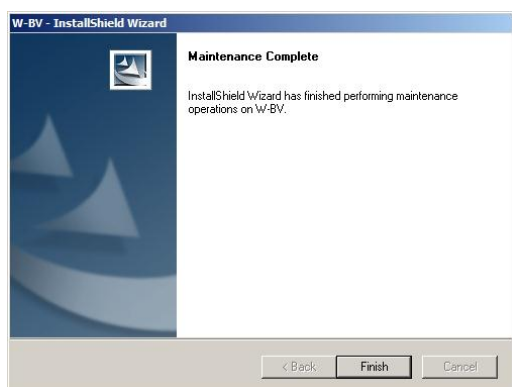 W-BV - InstallShield Wizard
Maintenance Complete
InstallShield Wizard has finished performing maintenance
operations on W-BV.
< Back
Finish
Cancel